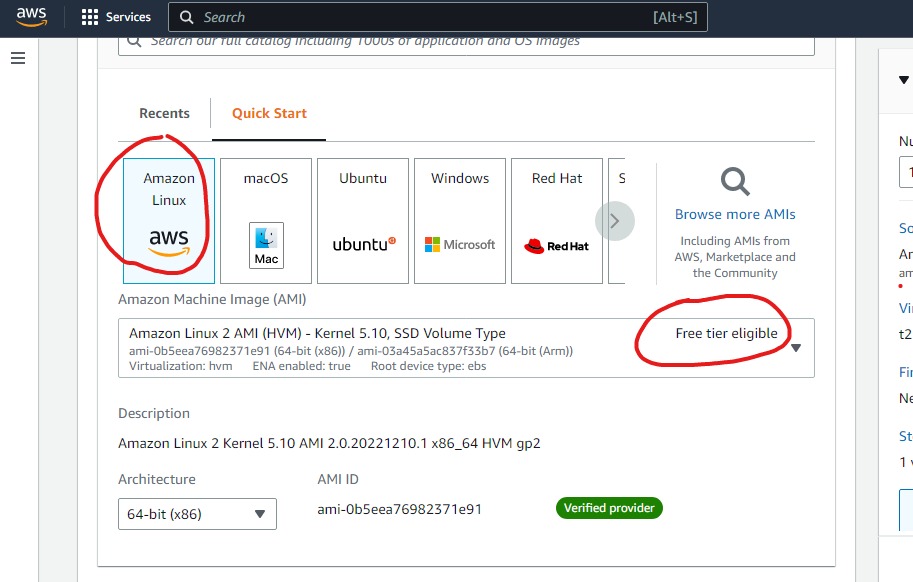 aws
Services
Search
[Alt+S]
Search our full catalog including 1000s of application and OS images
Recents
Quick Start
Amazon
Linux
aws
macOS
Mac
Ubuntu
ubuntu
Windows
Microsoft
Red Hat
Red Hat
S
Browse more AMIs
Including AMIs from
AWS, Marketplace and
the Community
Amazon Machine Image (AMI)
Amazon Linux 2 AMI (HVM) - Kernel 5.10, SSD Volume Type
Free tier eligible
ami-0b5eea76982371e91 (64-bit (x86)) / ami-03a45a5ac837f33b7 (64-bit (Arm))
Virtualization: hvm ENA enabled: true Root device type: ebs
Description
Amazon Linux 2 Kernel 5.10 AMI 2.0.20221210.1 x86_64 HVM gp2
Architecture
AMI ID
64-bit (x86)
ami-0b5eea76982371e91
Verified provider
Nu
1
So
An
am
Vir
t2
Fir
Ne
St
1 v